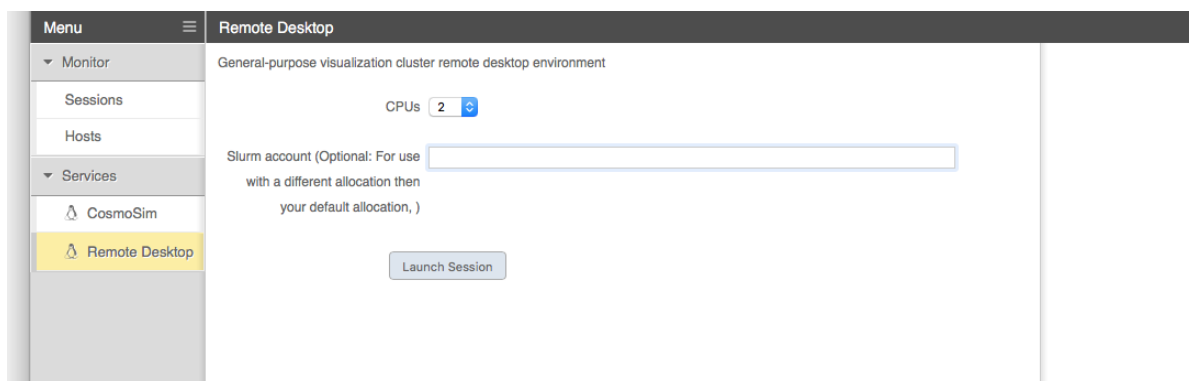 Menu
Remote Desktop
Monitor
Sessions
Hosts
Services
CosmoSim
Remote Desktop
General-purpose visualization cluster remote desktop environment
CPUs 2
Slurm account (Optional: For use
with a different allocation then
your default allocation, )
Launch Session